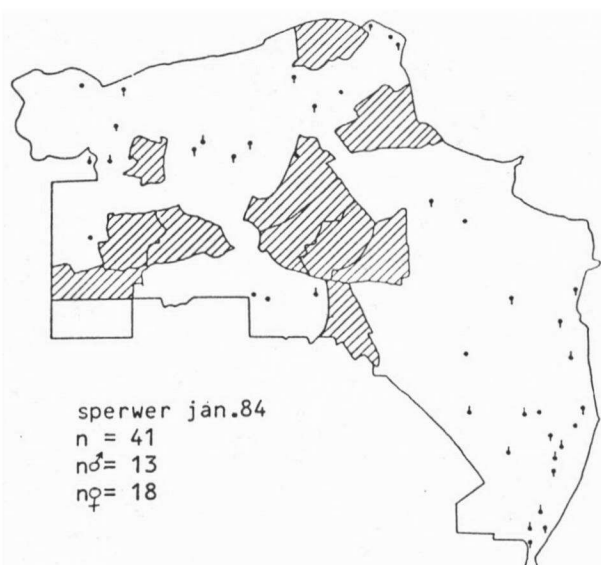 sperwer jan.84
n = 41
n♂= 13
n♀= 18